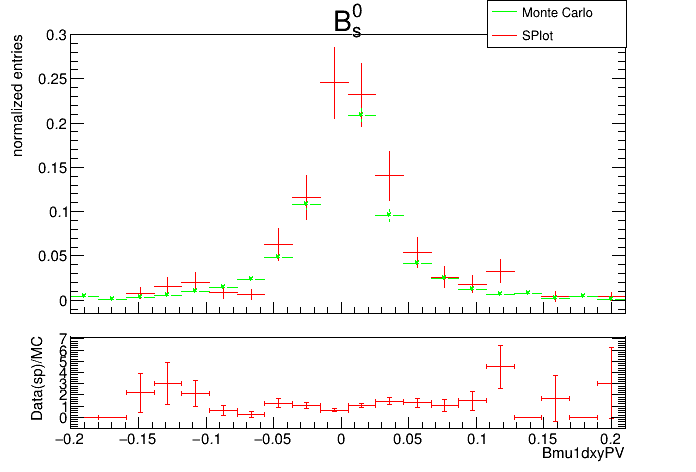 B⁰ₛ
Monte Carlo
SPlot
normalized entries
0.3
0.25
0.2
0.15
0.1
0.05
0
Data(sp)/MC
7
6
5
4
3
2
1
0
−0.2 −0.15 −0.1 −0.05 0 0.05 0.1 0.15 0.2
Bmu1dxyPV